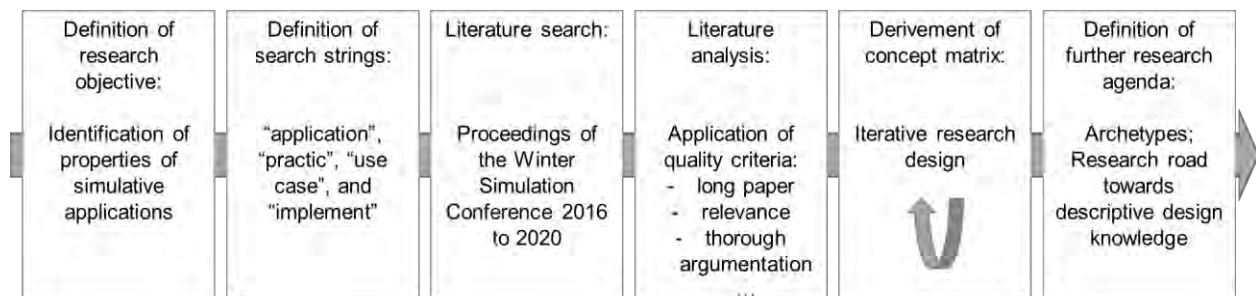 Definition of
research
objective:
Identification of
properties of
simulative
applications
Definition of
search strings:
“application”,
“practic”, “use
case”, and
“implement”
Literature search:
Proceedings of
the Winter
Simulation
Conference 2016
to 2020
Literature
analysis:
Application of
quality criteria:
- long paper
- relevance
- thorough
argumentation
...
Derivement of
concept matrix:
Iterative research
design
Definition of
further research
agenda:
Archetypes;
Research road
towards
descriptive design
knowledge